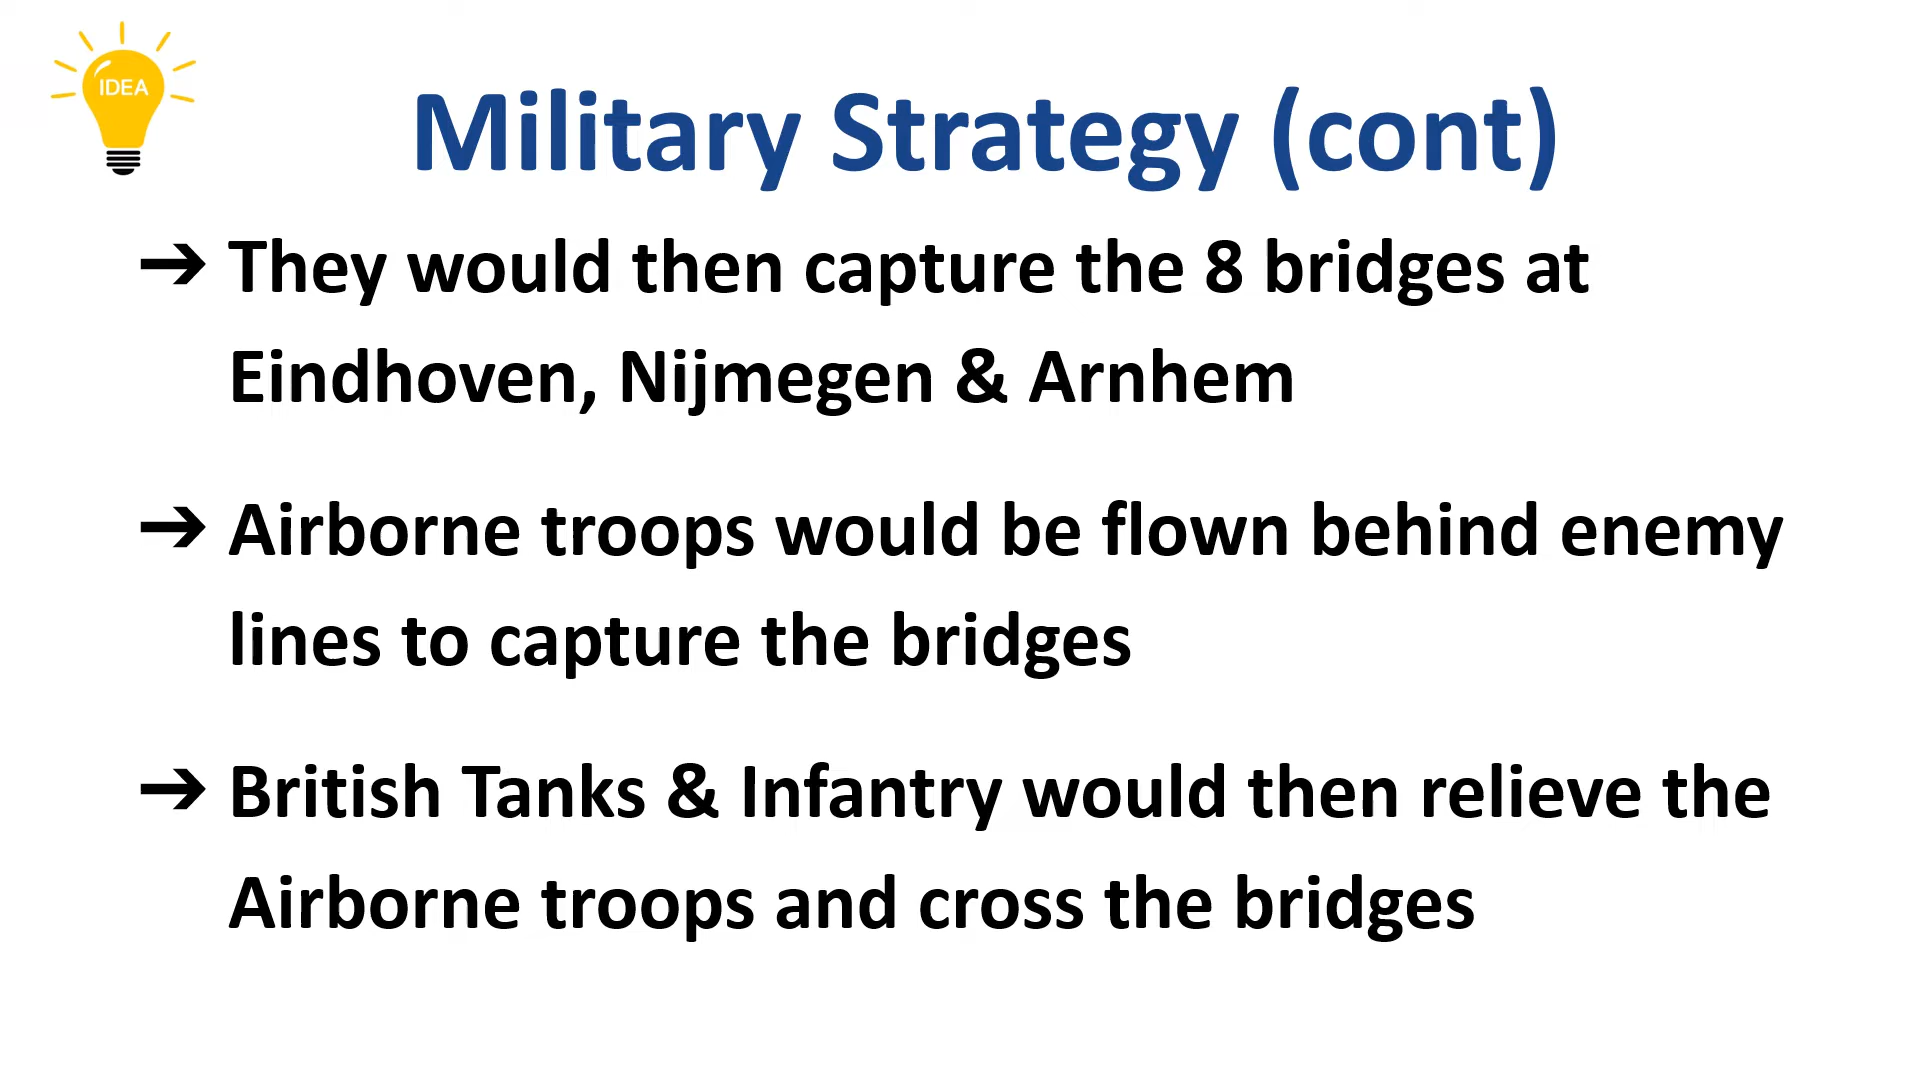 IDEA
Military Strategy (cont)
➔ They would then capture the 8 bridges at
Eindhoven, Nijmegen & Arnhem
➔ Airborne troops would be flown behind enemy
lines to capture the bridges
➔ British Tanks & Infantry would then relieve the
Airborne troops and cross the bridges